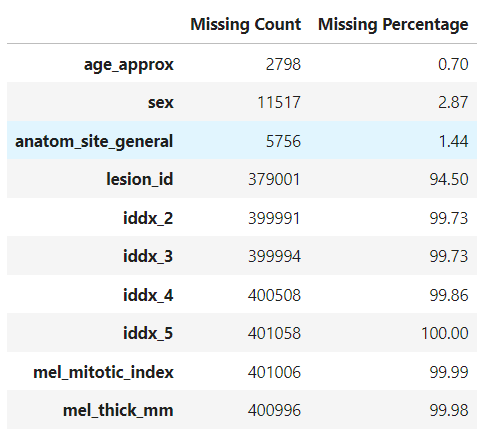 Missing Count Missing Percentage
age_approx 2798 0.70
sex 11517 2.87
anatom_site_general 5756 1.44
lesion_id 379001 94.50
iddx_2 399991 99.73
iddx_3 399994 99.73
iddx_4 400508 99.86
iddx_5 401058 100.00
mel_mitotic_index 401006 99.99
mel_thick_mm 400996 99.98